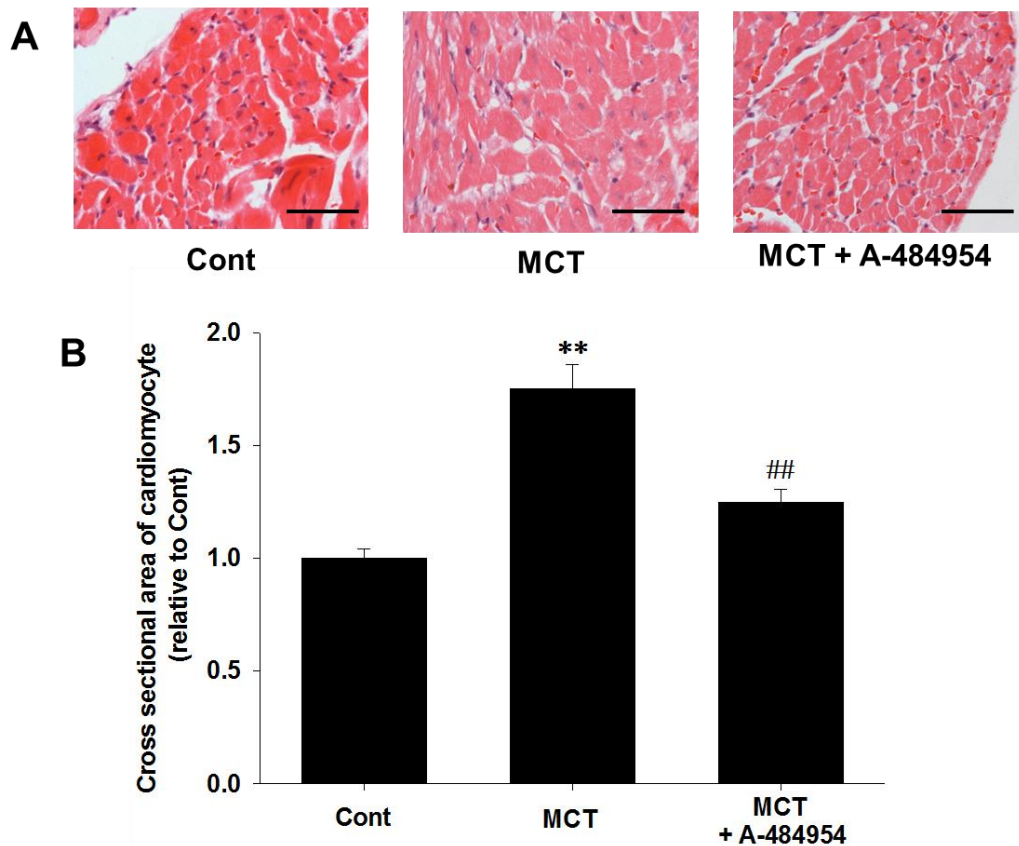 A
Cont
MCT
MCT + A-484954
B
Cross sectional area of cardiomyocyte
(relative to Cont)
2.0
1.5
1.0
0.5
0.0
**
##
Cont
MCT
MCT
+ A-484954